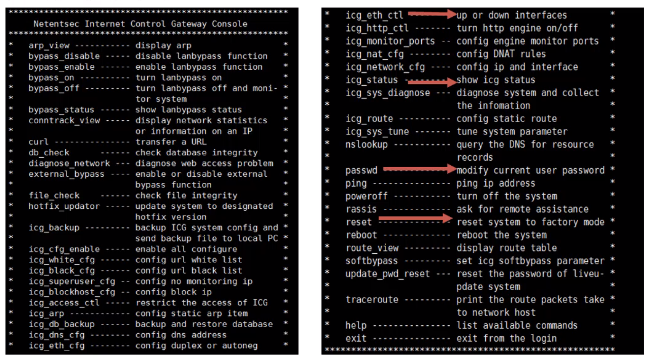 ******************************************************
Netentsec Internet Control Gateway Console
******************************************************
* arp_view ----------- display arp *
* bypass_disable ----- disable lanbypass function *
* bypass_enable ------ enable lanbypass function *
* bypass_on ---------- turn lanbypass on *
* bypass_off --------- turn lanbypass off and moni- *
* tor system *
* bypass_status ------ show lanbypass status *
* conntrack_view ----- display network statistics *
* or information on an IP *
* curl --------------- transfer a URL *
* db_check ------ check database integrity *
* diagnose_network --- diagnose web access problem *
* external_bypass ---- enable or disable external *
* bypass function *
* file_check ------ check file integrity *
* hotfix_updator ----- update system to designated *
* hotfix version *
* icg_backup --------- backup ICG system config and *
* send backup file to local PC *
* icg_cfg_enable ----- enable all configure *
* icg_white_cfg ------ config url white list *
* icg_black_cfg ------ config url black list *
* icg_superuser_cfg -- config no monitoring ip *
* icg_blockhost_cfg -- config block ip *
* icg_access_ctl ----- restrict the access of ICG *
* icg_arp ------------ config static arp item *
* icg_db_backup ------ backup and restore database *
* icg_dns_cfg -------- config dns address *
* icg_eth_cfg -------- config duplex or autoneg *
* icg_eth_ctl -------- up or down interfaces *
* icg_http_ctl ------- turn http engine on/off *
* icg_monitor_ports -- config engine monitor ports *
* icg_nat_cfg -------- config DNAT rules *
* icg_network_cfg ---- config ip and interface *
* icg_status --------- show icg status *
* icg_sys_diagnose --- diagnose system and collect *
* the infomation *
* icg_route ---------- config static route *
* icg_sys_tune ------- tune system parameter *
* nslookup ----------- query the DNS for resource *
* records *
* passwd ------------- modify current user password *
* ping --------------- ping ip address *
* poweroff ----------- turn off the system *
* rassis ------------- ask for remote assistance *
* reset -------------- reset system to factory mode *
* reboot ------------- reboot the system *
* route_view --------- display route table *
* softbypass --------- set icg softbypass parameter *
* update_pwd_reset --- reset the password of liveu- *
* pdate system *
* traceroute --------- print the route packets take *
* to network host *
* help --------------- list available commands *
* exit --------------- exit from the login *
******************************************************